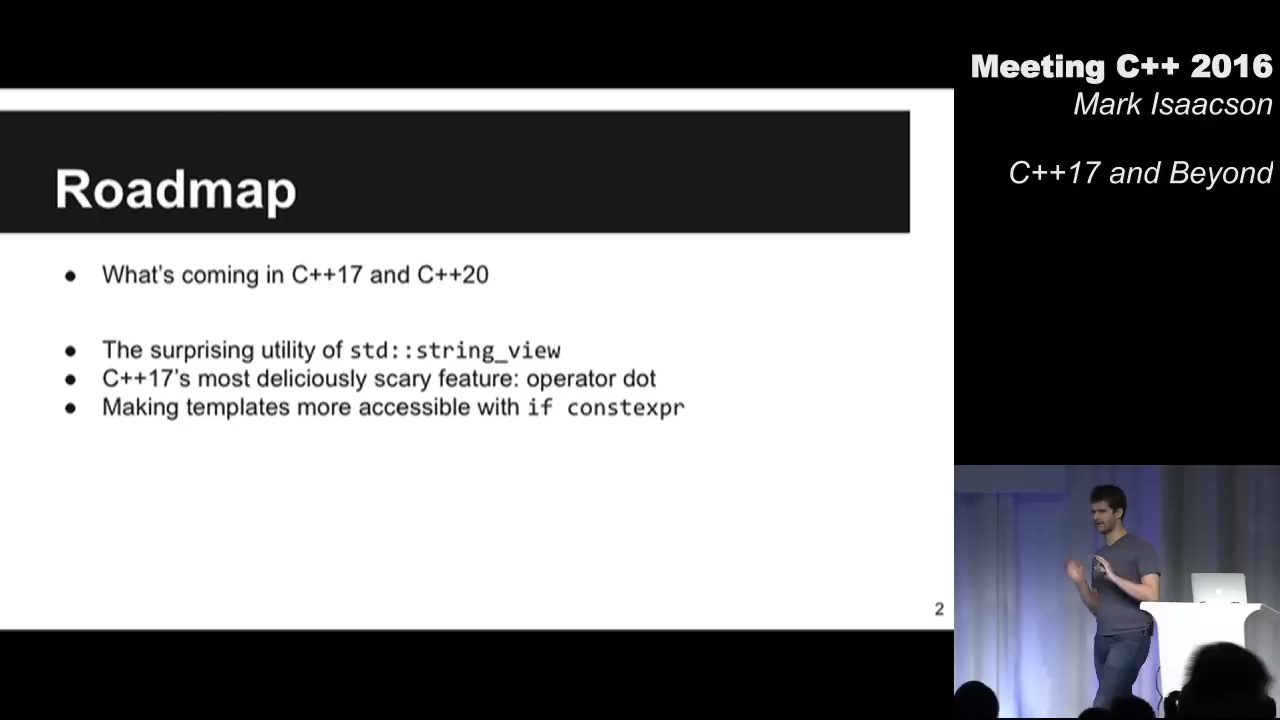 Meeting C++ 2016
Mark Isaacson
C++17 and Beyond
Roadmap
● What's coming in C++17 and C++20
● The surprising utility of std::string_view
● C++17's most deliciously scary feature: operator dot
● Making templates more accessible with if constexpr
2